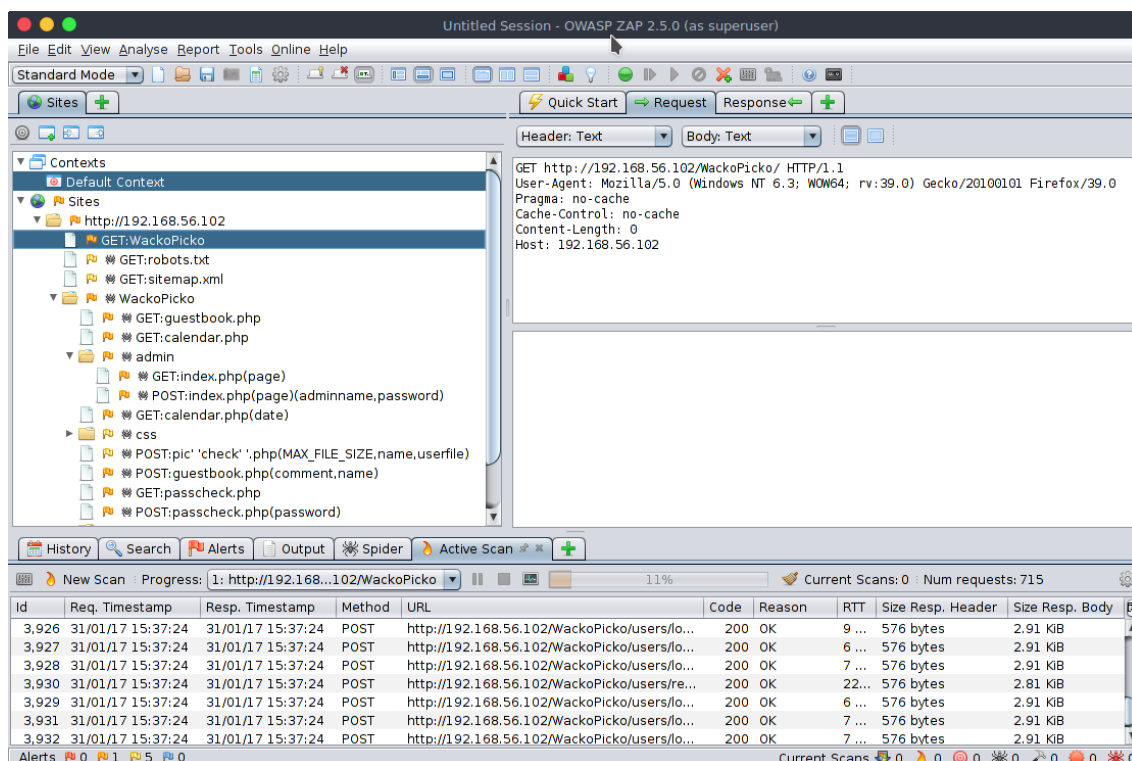 Untitled Session - OWASP ZAP 2.5.0 (as superuser)
File Edit View Analyse Report Tools Online Help
Standard Mode
Sites
Quick Start Request Response
Header: Text Body: Text
Contexts
Default Context
Sites
http://192.168.56.102
GET:WackoPicko
GET:robots.txt
GET:sitemap.xml
WackoPicko
GET:guestbook.php
GET:calendar.php
admin
GET:index.php(page)
POST:index.php(page)(adminname,password)
GET:calendar.php(date)
css
POST:pic' 'check' '.php(MAX_FILE_SIZE,name,userfile)
POST:guestbook.php(comment,name)
GET:passcheck.php
POST:passcheck.php(password)
GET http://192.168.56.102/WackoPicko/ HTTP/1.1
User-Agent: Mozilla/5.0 (Windows NT 6.3; WOW64; rv:39.0) Gecko/20100101 Firefox/39.0
Pragma: no-cache
Cache-Control: no-cache
Content-Length: 0
Host: 192.168.56.102
History Search Alerts Output Spider Active Scan
New Scan Progress: 1: http://192.168...102/WackoPicko 11% Current Scans: 0 Num requests: 715
Id Req. Timestamp Resp. Timestamp Method URL Code Reason RTT Size Resp. Header Size Resp. Body
3,926 31/01/17 15:37:24 31/01/17 15:37:24 POST http://192.168.56.102/WackoPicko/users/lo... 200 OK 9 ... 576 bytes 2.91 KiB
3,927 31/01/17 15:37:24 31/01/17 15:37:24 POST http://192.168.56.102/WackoPicko/users/lo... 200 OK 6 ... 576 bytes 2.91 KiB
3,928 31/01/17 15:37:24 31/01/17 15:37:24 POST http://192.168.56.102/WackoPicko/users/lo... 200 OK 7 ... 576 bytes 2.91 KiB
3,930 31/01/17 15:37:24 31/01/17 15:37:24 POST http://192.168.56.102/WackoPicko/users/re... 200 OK 22... 576 bytes 2.81 KiB
3,929 31/01/17 15:37:24 31/01/17 15:37:24 POST http://192.168.56.102/WackoPicko/users/lo... 200 OK 6 ... 576 bytes 2.91 KiB
3,931 31/01/17 15:37:24 31/01/17 15:37:24 POST http://192.168.56.102/WackoPicko/users/lo... 200 OK 7 ... 576 bytes 2.91 KiB
3,932 31/01/17 15:37:24 31/01/17 15:37:24 POST http://192.168.56.102/WackoPicko/users/lo... 200 OK 7 ... 576 bytes 2.91 KiB
Alerts 0 1 5 0 Current Scans 0 0 0 0 0 0 0